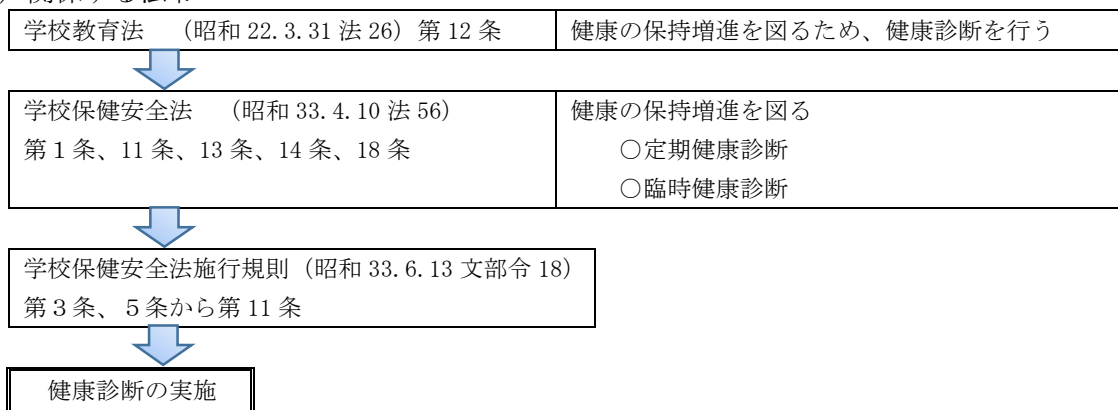 学校教育法　（昭和 22.3.31 法 26）第 12 条　健康の保持増進を図るため、健康診断を行う
学校保健安全法　（昭和 33.4.10 法 56）　健康の保持増進を図る
第１条、11 条、13 条、14 条、18 条　○定期健康診断
○臨時健康診断
学校保健安全法施行規則（昭和 33.6.13 文部令 18）
第３条、５条から第 11 条
健康診断の実施